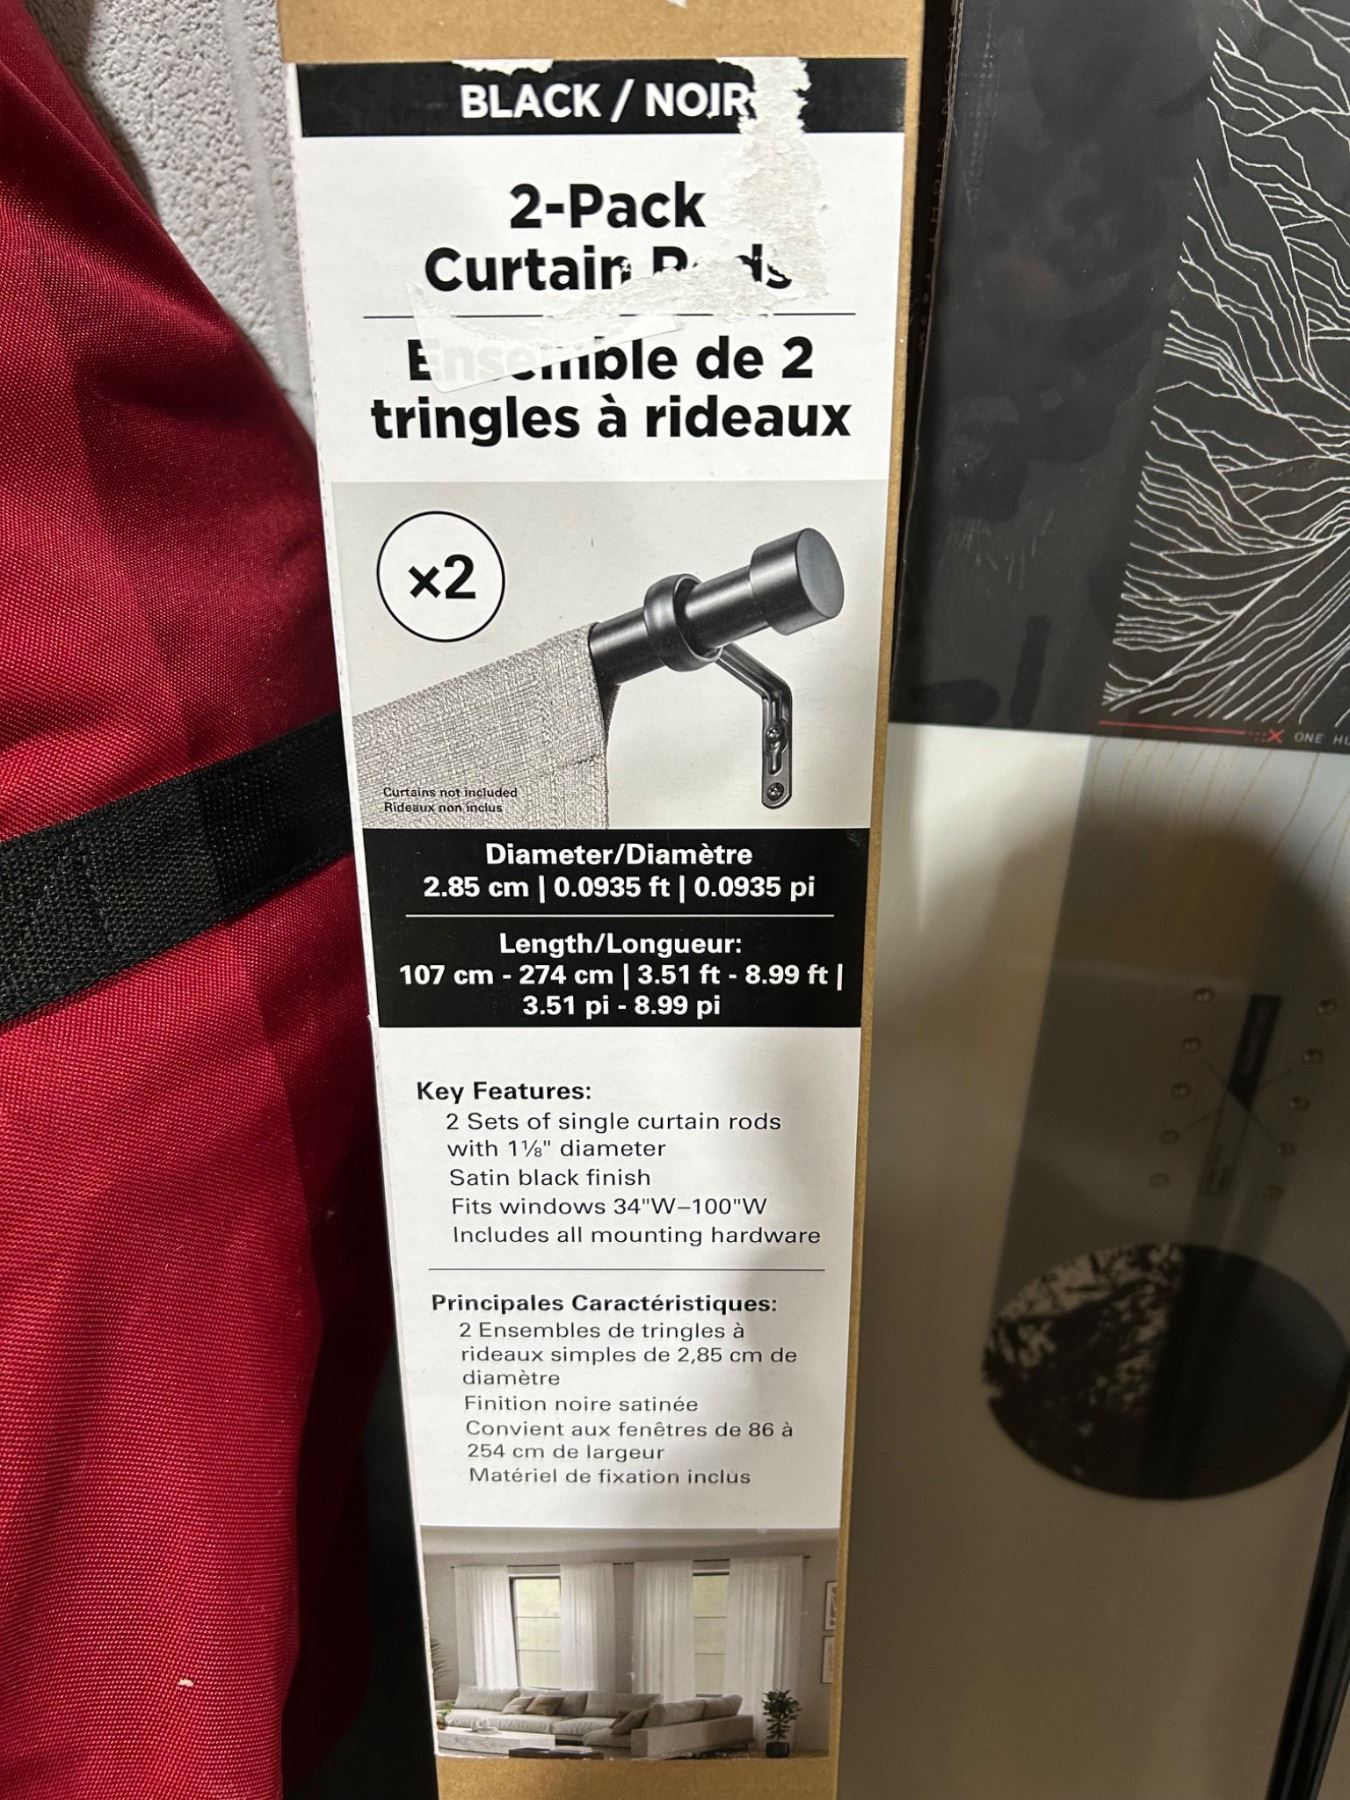 BLACK / NOIR
2-Pack
Curtain Rods
Ensemble de 2
tringles à rideaux
×2
Curtains not included
Rideaux non inclus
Diameter/Diamètre
2.85 cm | 0.0935 ft | 0.0935 pi
Length/Longueur:
107 cm - 274 cm | 3.51 ft - 8.99 ft |
3.51 pi - 8.99 pi
Key Features:
2 Sets of single curtain rods
with 1⅛" diameter
Satin black finish
Fits windows 34"W–100"W
Includes all mounting hardware
Principales Caractéristiques:
2 Ensembles de tringles à
rideaux simples de 2,85 cm de
diamètre
Finition noire satinée
Convient aux fenêtres de 86 à
254 cm de largeur
Matériel de fixation inclus
ONE